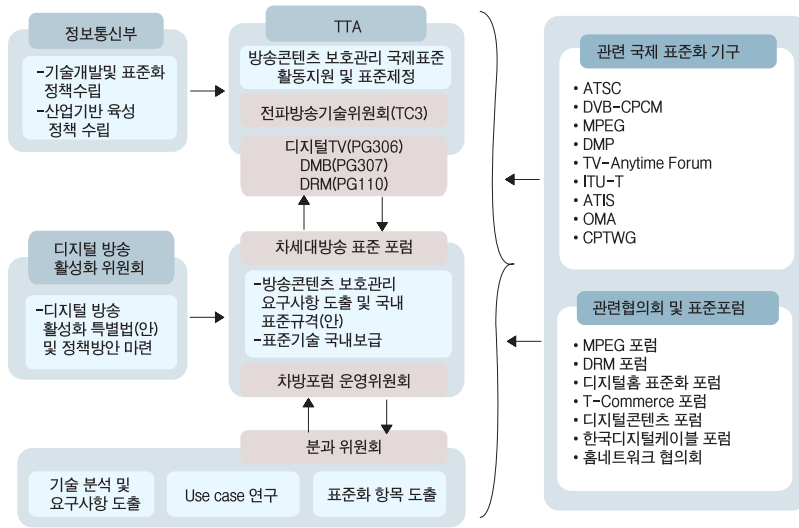 정보통신부
-기술개발및 표준화
정책수립
-산업기반 육성
정책 수립
TTA
방송콘텐츠 보호관리 국제표준
활동지원 및 표준제정
전파방송기술위원회(TC3)
디지털TV(PG306)
DMB(PG307)
DRM(PG110)
디지털 방송
활성화 위원회
-디지털 방송
활성화 특별법(안)
및 정책방안 마련
차세대방송 표준 포럼
-방송콘텐츠 보호관리
요구사항 도출 및 국내
표준규격(안)
-표준기술 국내보급
차방포럼 운영위원회
분과 위원회
기술 분석 및
요구사항 도출
Use case 연구
표준화 항목 도출
관련 국제 표준화 기구
• ATSC
• DVB-CPCM
• MPEG
• DMP
• TV-Anytime Forum
• ITU-T
• ATIS
• OMA
• CPTWG
관련협의회 및 표준포럼
• MPEG 포럼
• DRM 포럼
• 디지털홈 표준화 포럼
• T-Commerce 포럼
• 디지털콘텐츠 포럼
• 한국디지털케이블 포럼
• 홈네트워크 협의회